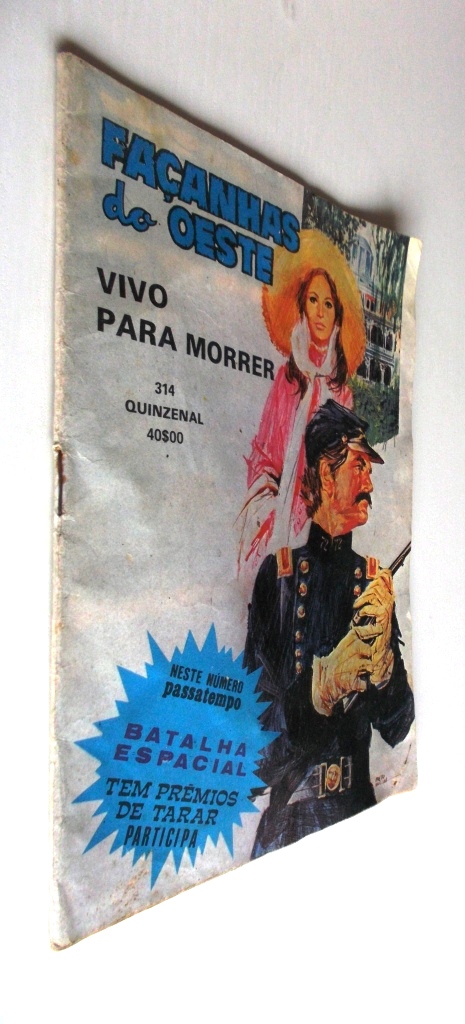 FAÇANHAS
do OESTE
VIVO
PARA MORRER
314
QUINZENAL
40$00
NESTE NÚMERO
passatempo
BATALHA
ESPACIAL
TEM PRÉMIOS
DE TARAR
PARTICIPA